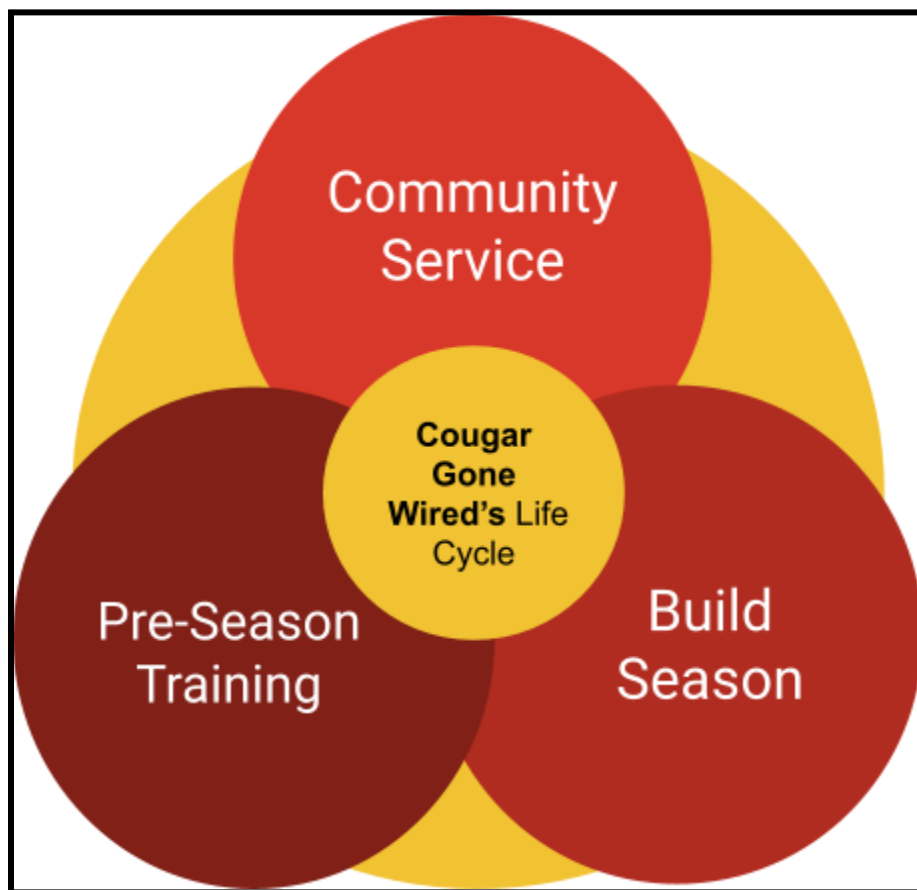 Community
Service
Cougar
Gone
Wired’s Life
Cycle
Pre-Season
Training
Build
Season